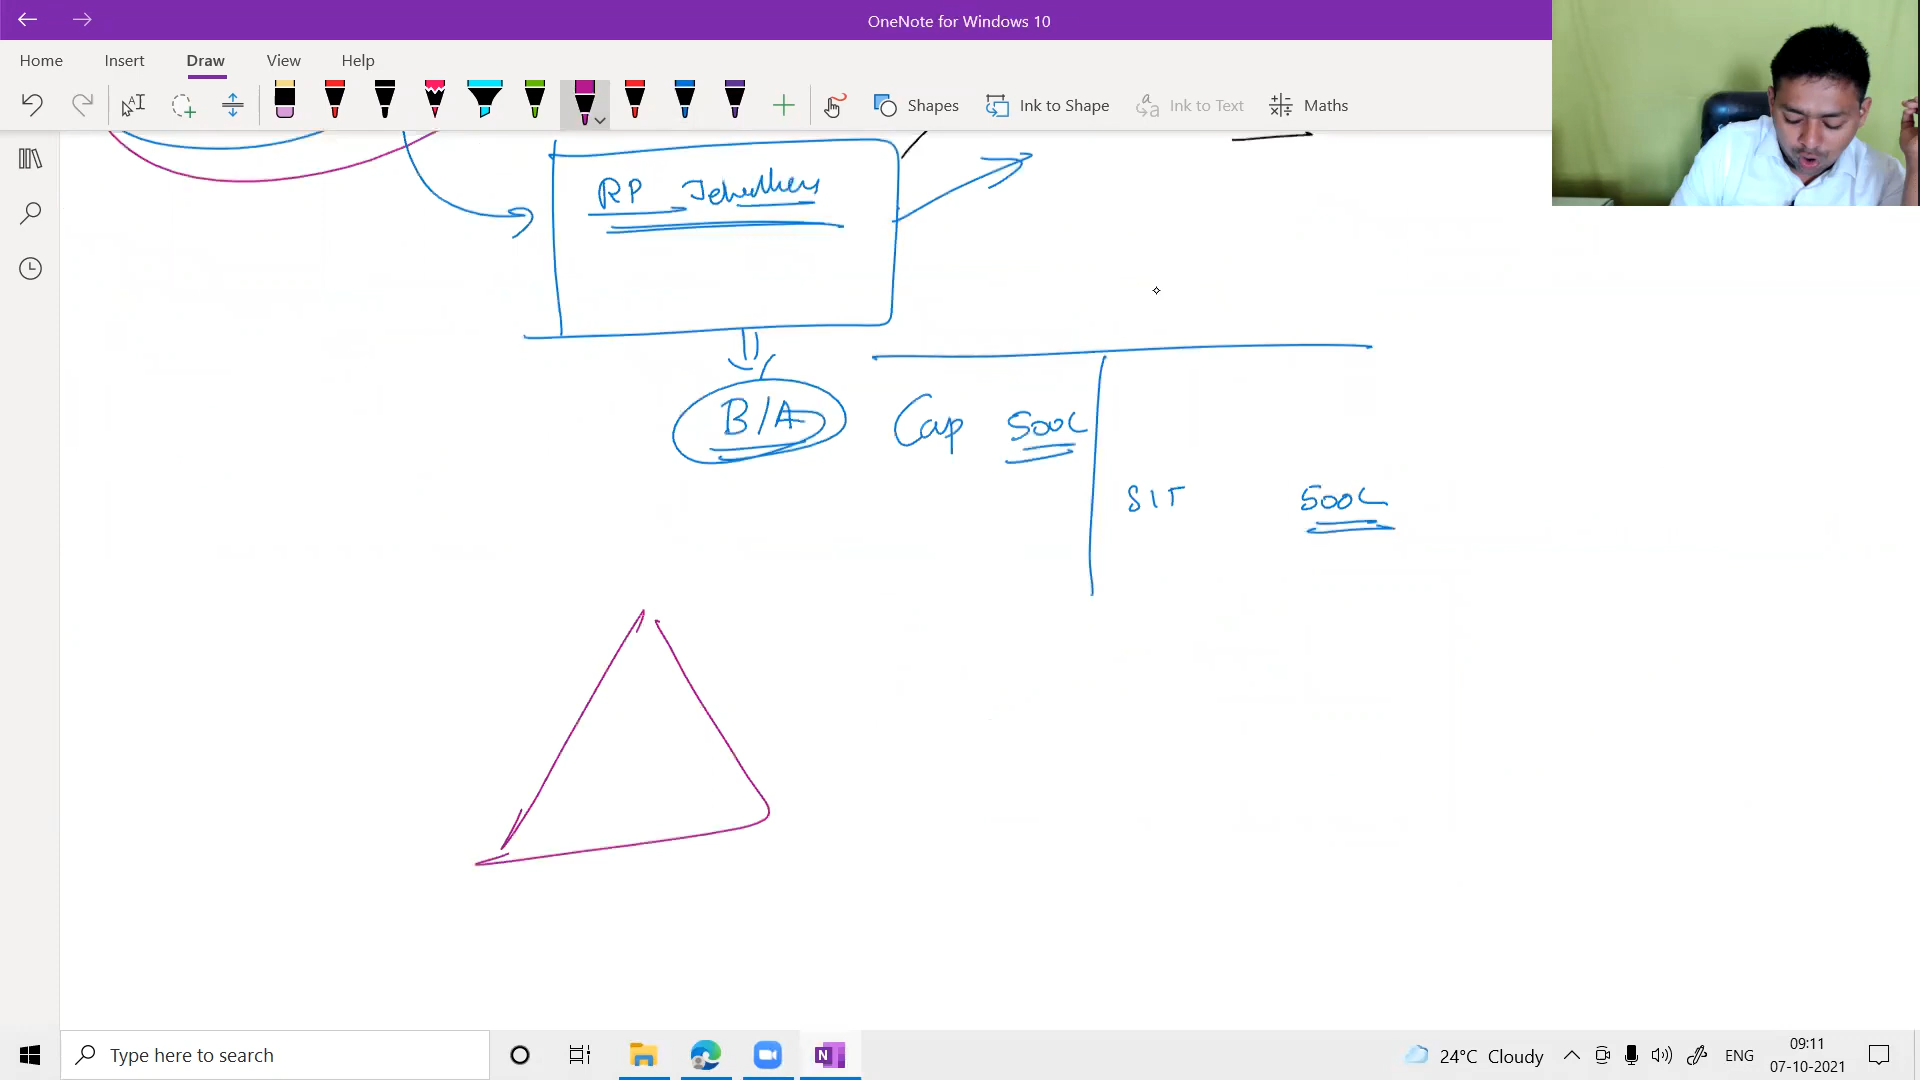 OneNote for Windows 10
Home Insert Draw View Help
Shapes Ink to Shape Ink to Text Maths
RP Jewellers
B/A Cap 500L
SIT 500L
Type here to search
24°C Cloudy ENG 09:11
07-10-2021